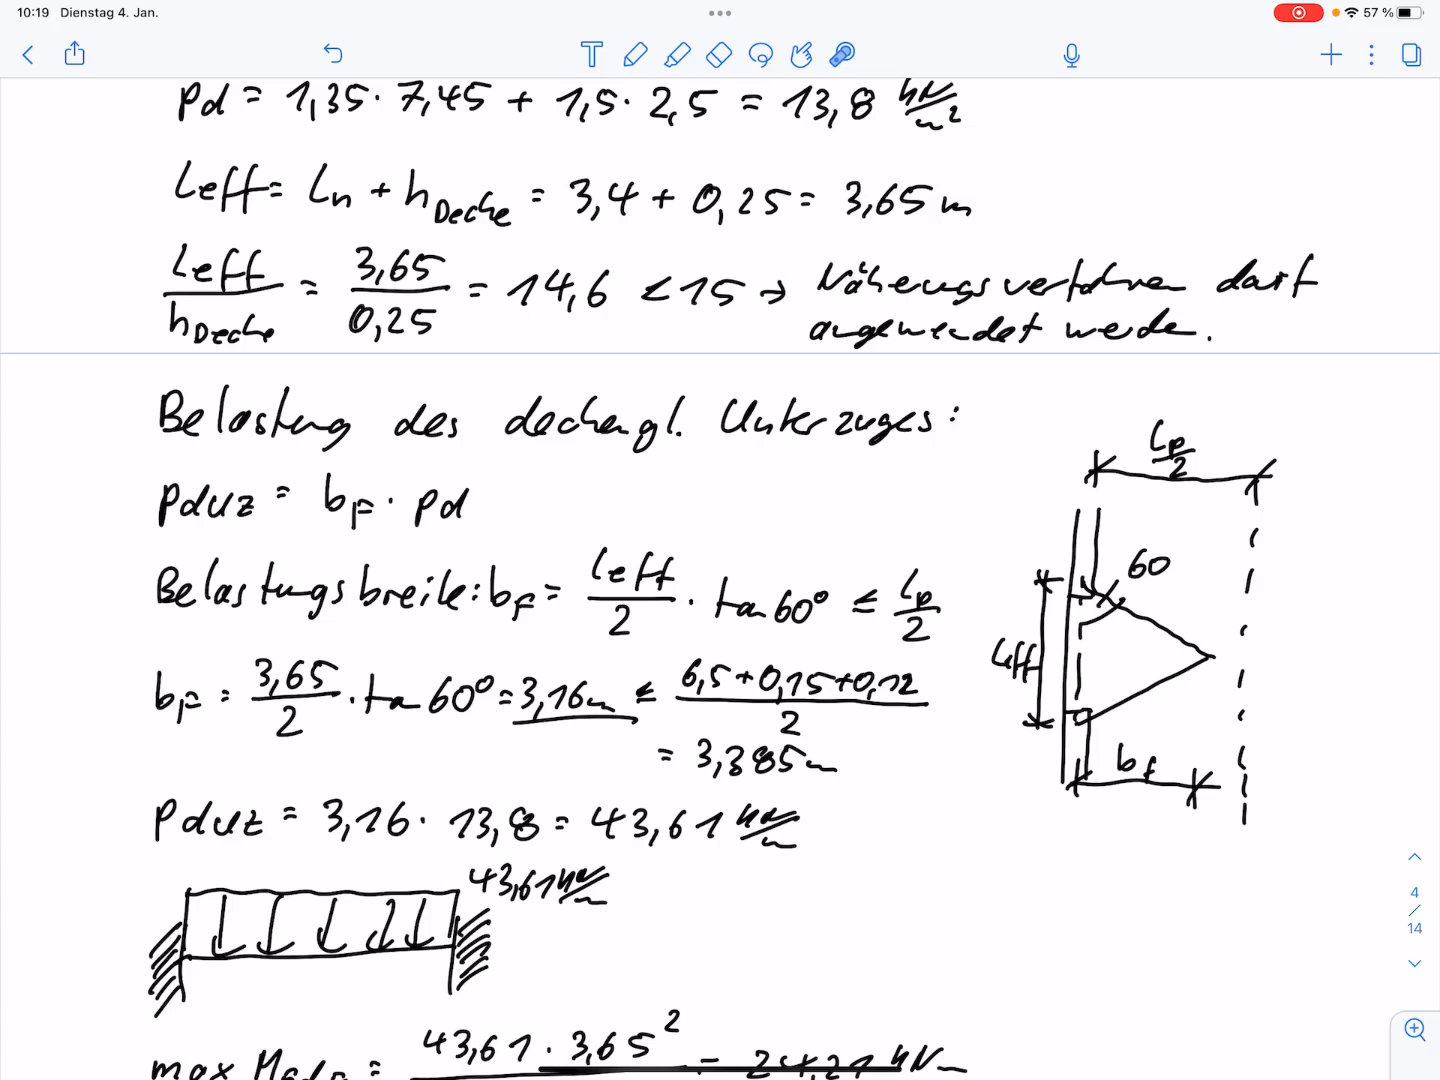 10:19 Dienstag 4. Jan. 57 %
pd = 1,35 · 7,45 + 1,5 · 2,5 = 13,8 kN/m²
Leff = Ln + hDecke = 3,4 + 0,25 = 3,65 m
Leff/hDecke = 3,65/0,25 = 14,6 < 15 → Näherungsverfahren darf
angewendet werden.
Belastung des deckengl. Unterzuges:
Lp/2
pduz = bF · pd
60
Belastungsbreite: bF = Leff/2 · tan 60° ≤ Lp/2
Leff
bF = 3,65/2 · tan 60° = 3,16 m ≤ (6,5 + 0,15 + 0,12)/2
= 3,385 m
bf
pduz = 3,16 · 13,8 = 43,61 kN/m
43,61 kN/m
4
/
14
43,61 · 3,65²
max = 24,21 kNm